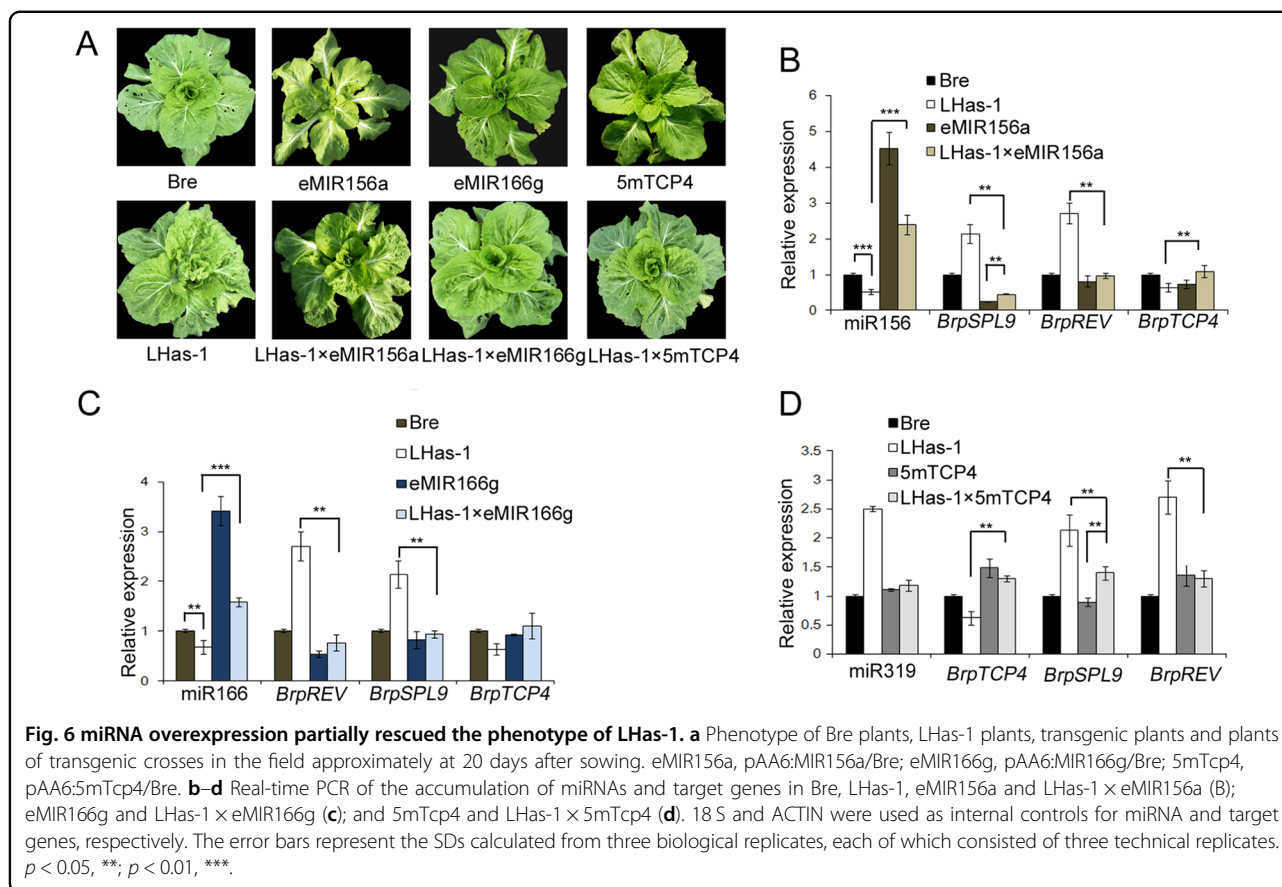 A
Bre
eMIR156a
eMIR166g
5mTCP4
LHas-1
LHas-1×eMIR156a
LHas-1×eMIR166g
LHas-1×5mTCP4
B
Bre
LHas-1
eMIR156a
LHas-1×eMIR156a
Relative expression
6
5
4
3
2
1
0
***
***
**
**
**
**
miR156
BrpSPL9
BrpREV
BrpTCP4
C
Bre
LHas-1
eMIR166g
LHas-1×eMIR166g
Relative expression
4
3
2
1
0
**
***
**
**
miR166
BrpREV
BrpSPL9
BrpTCP4
D
Bre
LHas-1
5mTCP4
LHas-1×5mTCP4
Relative expression
3.5
3
2.5
2
1.5
1
0.5
0
**
**
**
**
miR319
BrpTCP4
BrpSPL9
BrpREV
Fig. 6 miRNA overexpression partially rescued the phenotype of LHas-1. a Phenotype of Bre plants, LHas-1 plants, transgenic plants and plants
of transgenic crosses in the field approximately at 20 days after sowing. eMIR156a, pAA6:MIR156a/Bre; eMIR166g, pAA6:MIR166g/Bre; 5mTcp4,
pAA6:5mTcp4/Bre. b–d Real-time PCR of the accumulation of miRNAs and target genes in Bre, LHas-1, eMIR156a and LHas-1 × eMIR156a (B);
eMIR166g and LHas-1 × eMIR166g (c); and 5mTcp4 and LHas-1 × 5mTcp4 (d). 18 S and ACTIN were used as internal controls for miRNA and target
genes, respectively. The error bars represent the SDs calculated from three biological replicates, each of which consisted of three technical replicates.
p < 0.05, **; p < 0.01, ***.